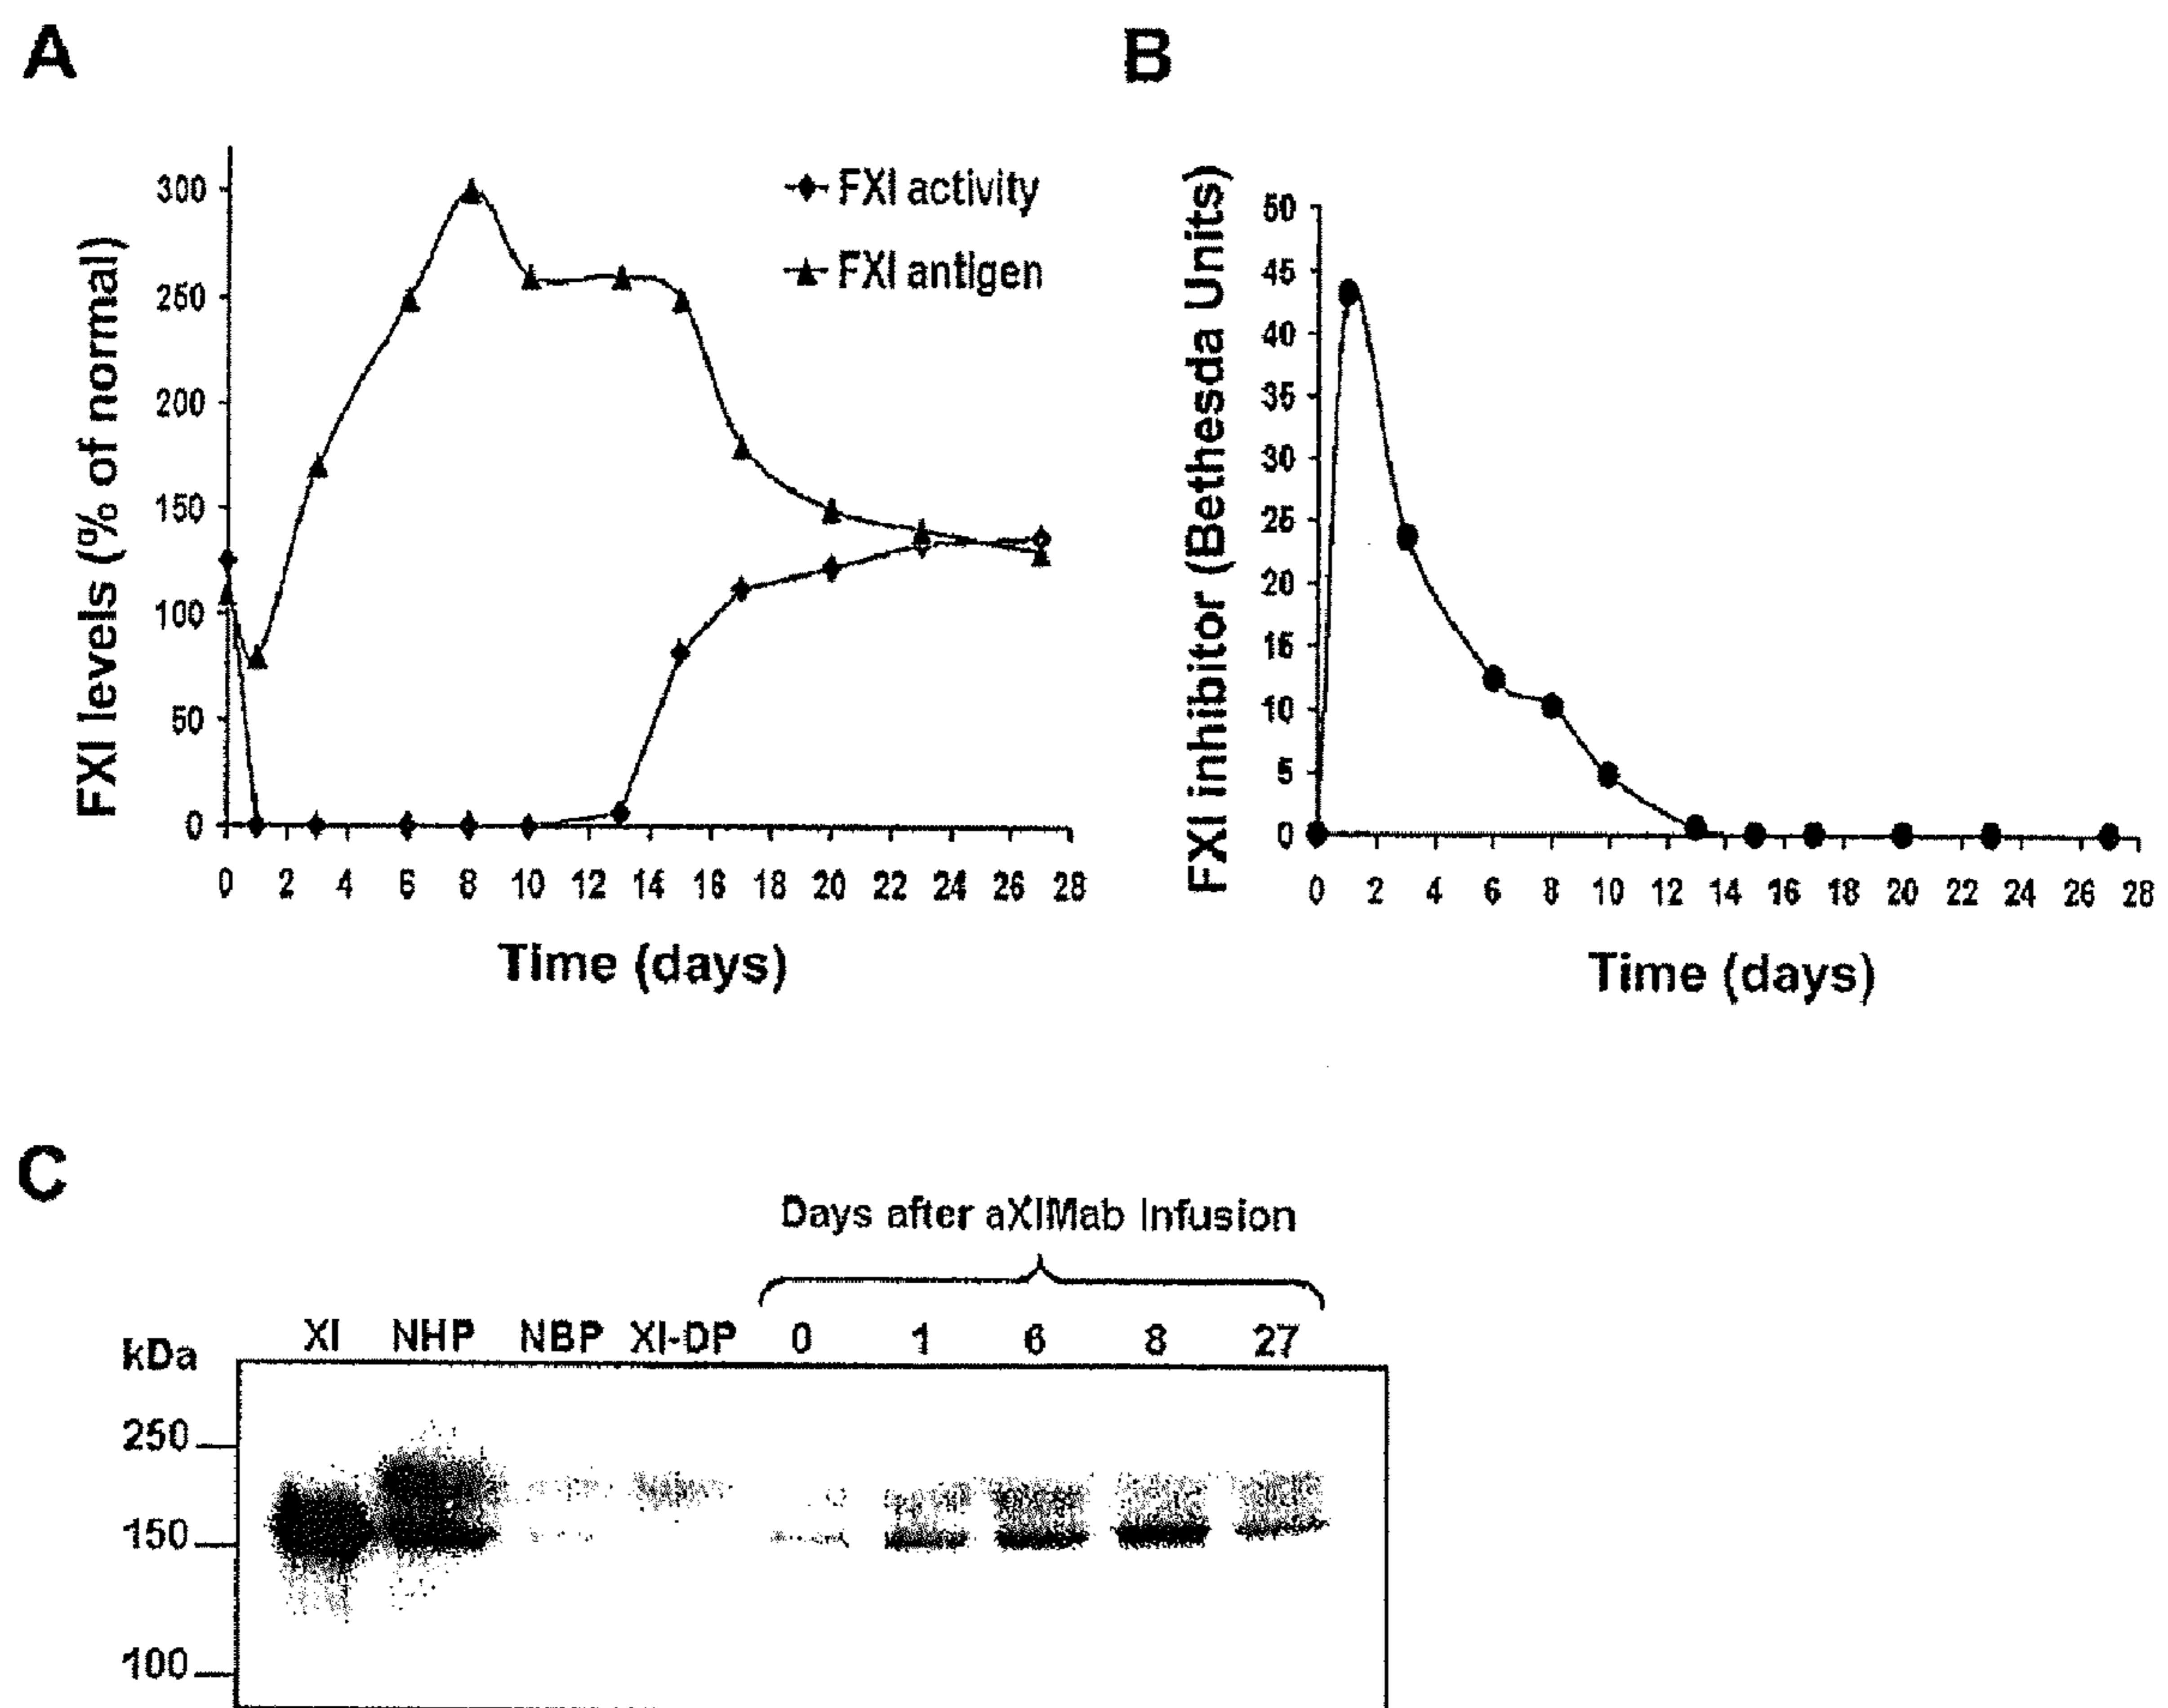 A
FXI levels (% of normal)
300
250
200
150
100
50
0
FXI activity
FXI antigen
0 2 4 6 8 10 12 14 16 18 20 22 24 26 28
Time (days)
B
FXI inhibitor (Bethesda Units)
50
45
40
35
30
25
20
15
10
5
0
0 2 4 6 8 10 12 14 16 18 20 22 24 26 28
Time (days)
C
Days after aXIMab Infusion
kDa XI NHP NBP XI-DP 0 1 6 8 27
250
150
100